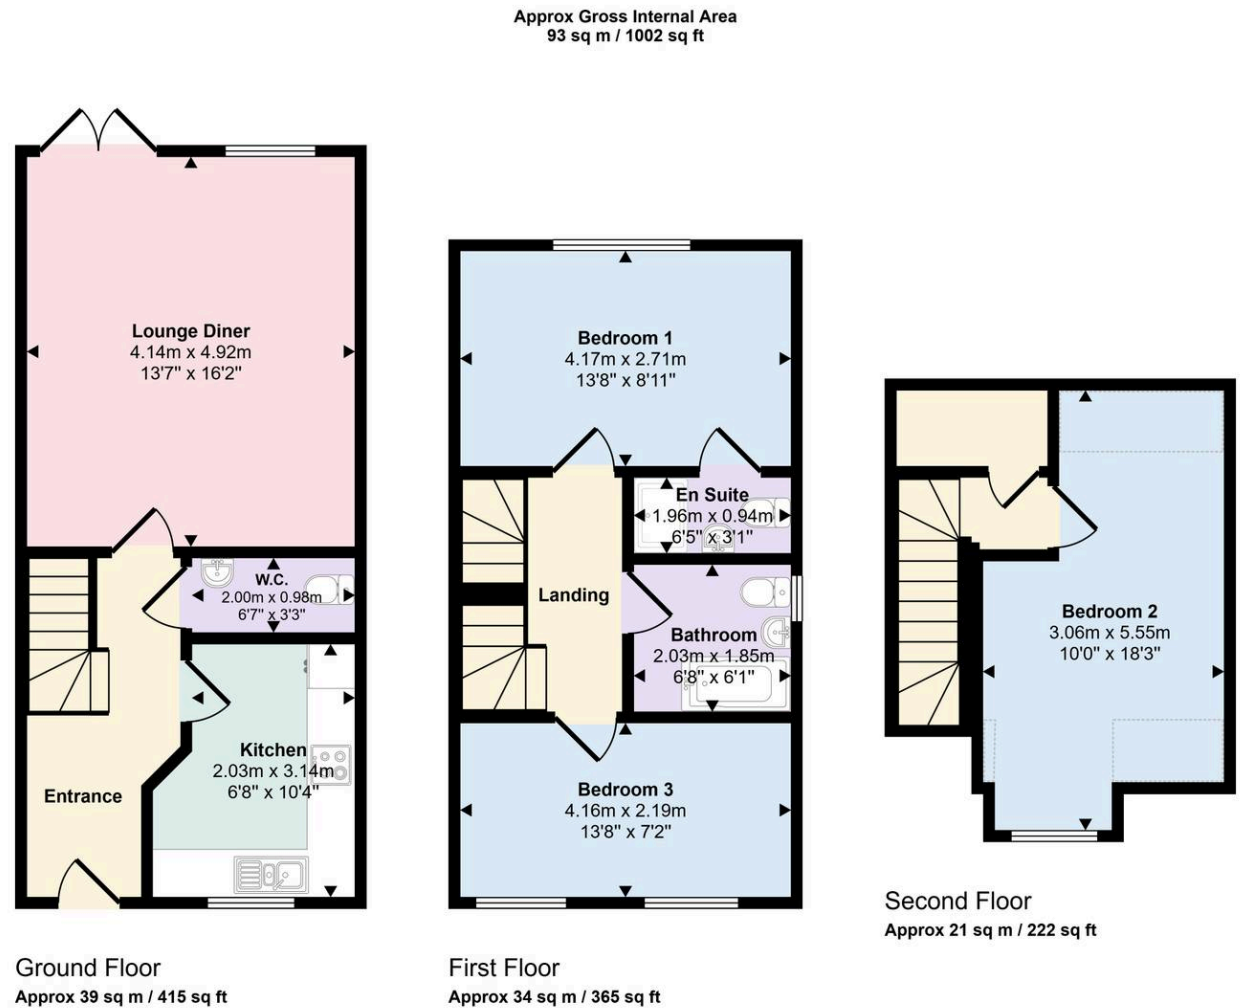 Approx Gross Internal Area
93 sq m / 1002 sq ft
Lounge Diner
4.14m x 4.92m
13'7" x 16'2"
W.C.
2.00m x 0.98m
6'7" x 3'3"
Kitchen
2.03m x 3.14m
6'8" x 10'4"
Entrance
Ground Floor
Approx 39 sq m / 415 sq ft
Bedroom 1
4.17m x 2.71m
13'8" x 8'11"
En Suite
1.96m x 0.94m
6'5" x 3'1"
Landing
Bathroom
2.03m x 1.85m
6'8" x 6'1"
Bedroom 3
4.16m x 2.19m
13'8" x 7'2"
First Floor
Approx 34 sq m / 365 sq ft
Bedroom 2
3.06m x 5.55m
10'0" x 18'3"
Second Floor
Approx 21 sq m / 222 sq ft